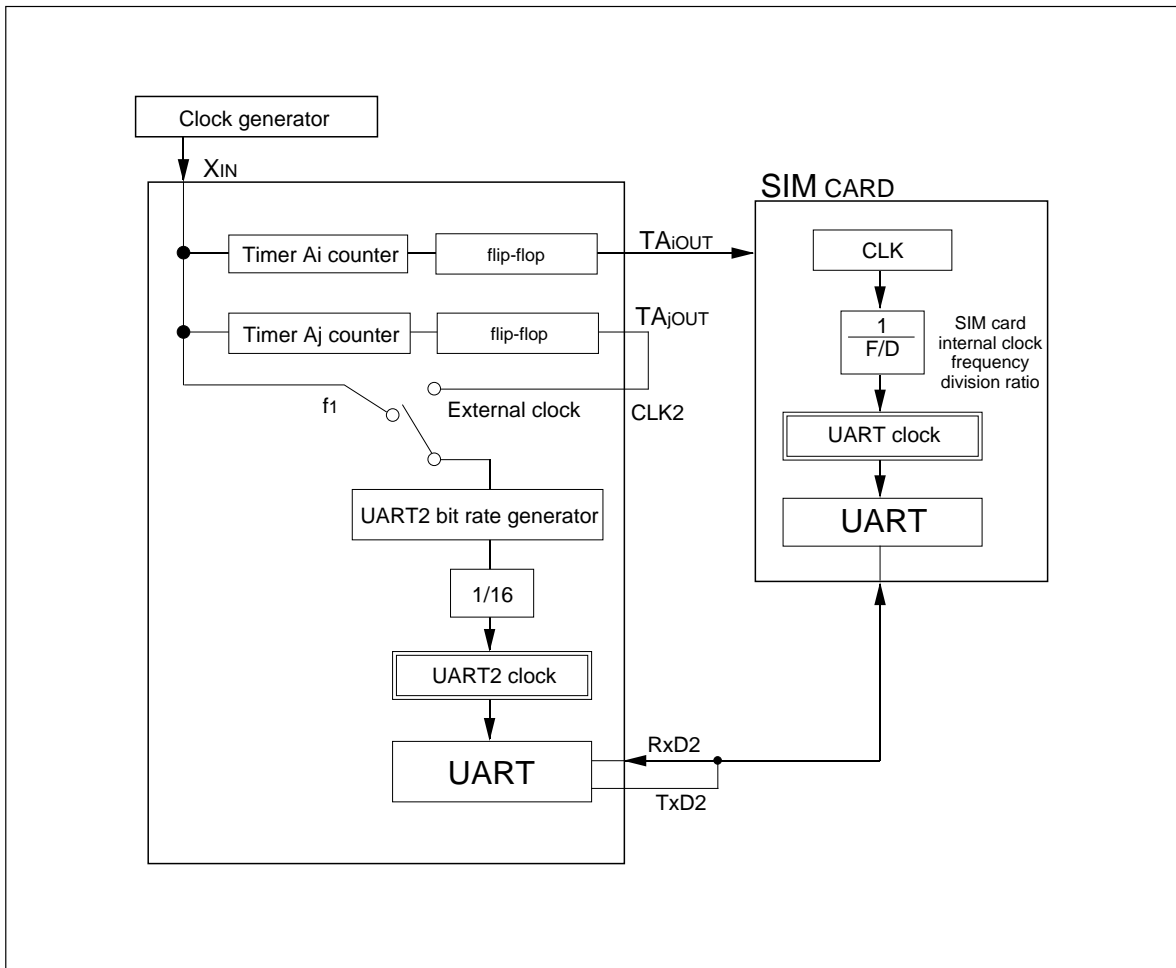 Clock generator
XIN
SIM CARD
Timer Ai counter
flip-flop
TAiOUT
CLK
Timer Aj counter
flip-flop
TAjOUT
1
F/D
SIM card
internal clock
frequency
division ratio
f1
External clock
CLK2
UART clock
UART2 bit rate generator
UART
1/16
UART2 clock
UART
RxD2
TxD2